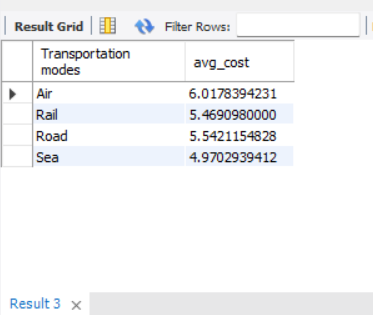 Result Grid Filter Rows:
Transportation
modes avg_cost
Air 6.0178394231
Rail 5.4690980000
Road 5.5421154828
Sea 4.9702939412
Result 3 ×